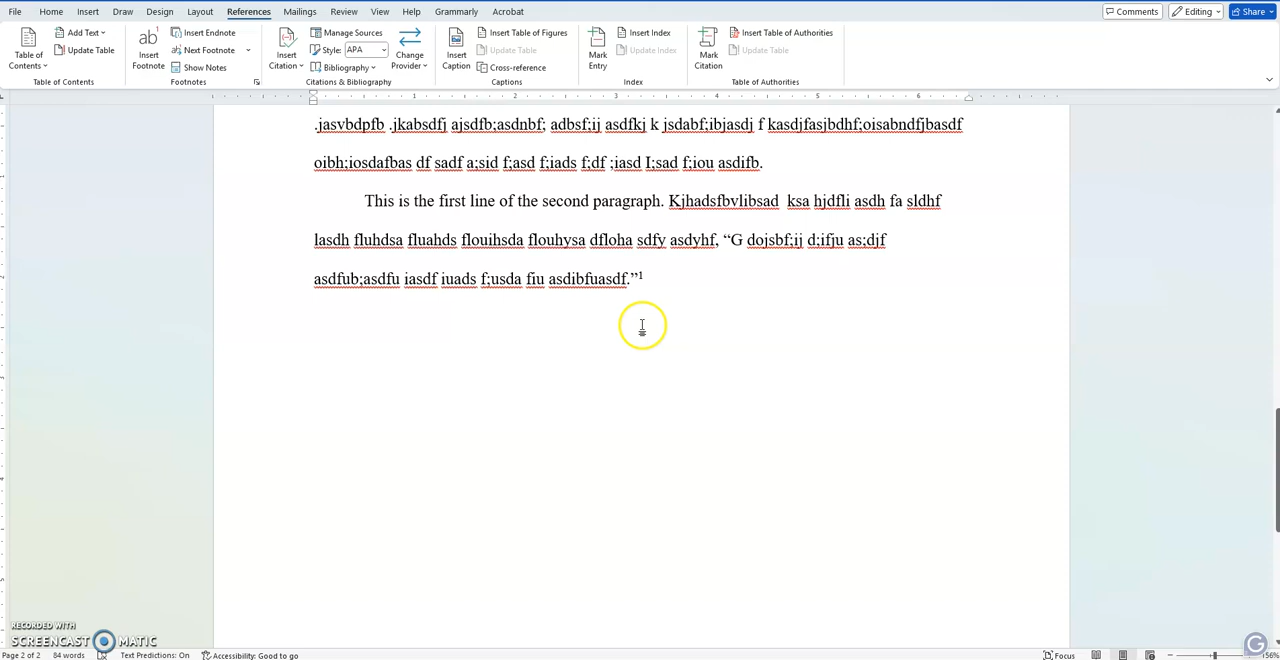 File Home Insert Draw Design Layout References Mailings Review View Help Grammarly Acrobat Comments Editing Share
Table of Contents Add Text Update Table Table of Contents
Insert Footnote Insert Endnote Next Footnote Show Notes Footnotes
Insert Citation Manage Sources Style: APA Bibliography Change Provider Citations & Bibliography
Insert Caption Insert Table of Figures Update Table Cross-reference Captions
Mark Entry Insert Index Update Index Index
Mark Citation Insert Table of Authorities Update Table Table of Authorities
1 2 3 4 5 6
.jasvbdpfb .jkabsdfj ajsdfb;asdnbf; adbsf;ij asdfkj k jsdabf;ibjasdj f kasdjfasjbdhf;oisabndfjbasdf
oibh;iosdafbas df sadf a;sid f;asd f;iads f;df ;iasd I;sad f;iou asdifb.
This is the first line of the second paragraph. Kjhadsfbvlibsad ksa hjdfli asdh fa sldhf
lasdh fluhdsa fluahds flouihsda flouhysa dfloha sdfy asdyhf, “G dojsbf;ij d;ifju as;djf
asdfub;asdfu iasdf iuads f;usda fiu asdibfuasdf.”¹
RECORDED WITH
SCREENCAST MATIC
Page 2 of 2 84 words Text Predictions: On Accessibility: Good to go Focus 156%